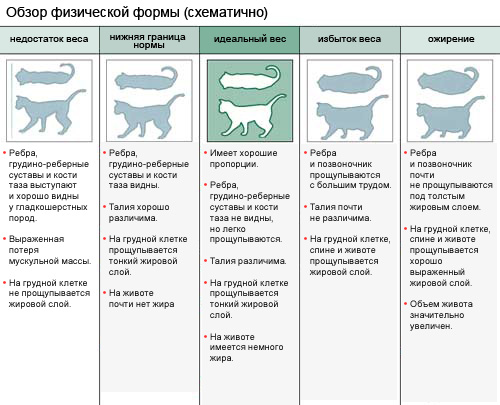 Обзор физической формы (схематично)
недостаток веса
нижняя граница
нормы
идеальный вес
избыток веса
ожирение
• Ребра,
грудино-реберные
суставы и кости
таза выступают
и хорошо видны
у гладкошерстных
пород.
• Выраженная
потеря
мускульной массы.
• На грудной клетке
не прощупывается
жировой слой.
• Ребра,
грудино-реберные
суставы и кости
таза видны.
• Талия хорошо
различима.
• На грудной клетке
прощупывается
тонкий жировой
слой.
• На животе
почти нет жира
• Имеет хорошие
пропорции.
• Ребра,
грудино-реберные
суставы и кости
таза не видны,
но легко
прощупываются.
• Талия различима.
• На грудной клетке
прощупывается
тонкий жировой
слой.
• На животе
имеется немного
жира.
• Ребра
и позвоночник
прощупываются
с большим трудом.
• Талия почти
не различима.
• На грудной клетке,
спине и животе
прощупывается
жировой слой.
• Ребра
и позвоночник
почти
не прощупываются
под толстым
жировым слоем.
• На грудной клетке,
спине и животе
прощупывается
хорошо
выраженный
жировой слой.
• Объем живота
значительно
увеличен.